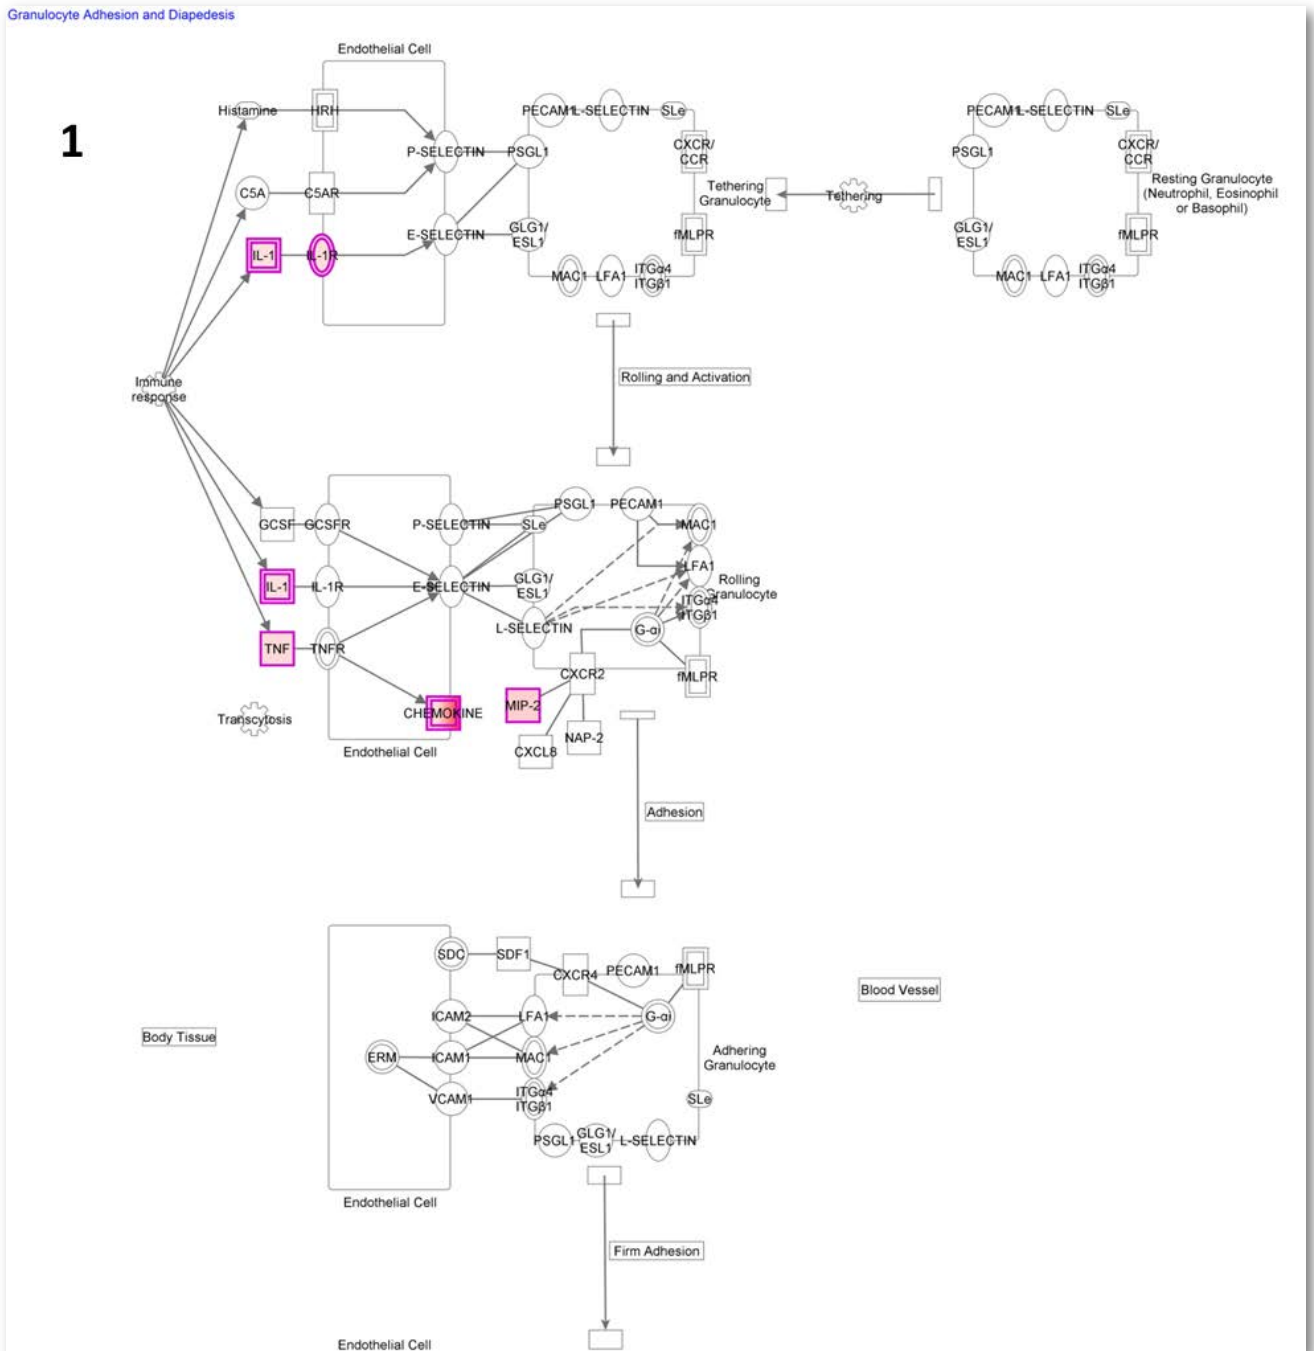 Granulocyte Adhesion and Diapedesis
1
Endothelial Cell
Histamine
HRH
P-SELECTIN
C5A
C5AR
IL-1
IL-1R
E-SELECTIN
PECAM1
L-SELECTIN
SLe
PSGL1
CXCR/
CCR
GLG1/
ESL1
fMLPR
MAC1
LFA1
ITGα4
ITGβ1
Tethering
Granulocyte
Tethering
PECAM1
L-SELECTIN
SLe
PSGL1
CXCR/
CCR
Resting Granulocyte
(Neutrophil, Eosinophil
or Basophil)
GLG1/
ESL1
fMLPR
MAC1
LFA1
ITGα4
ITGβ1
Immune
response
Rolling and Activation
GCSF
GCSFR
P-SELECTIN
SLe
PSGL1
PECAM1
MAC1
IL-1
IL-1R
E-SELECTIN
GLG1/
ESL1
LFA1
Rolling
Granulocyte
ITGα4
ITGβ1
L-SELECTIN
G-αi
TNF
TNFR
CXCR2
fMLPR
CHEMOKINE
MIP-2
NAP-2
CXCL8
Transcytosis
Endothelial Cell
Adhesion
SDC
SDF1
CXCR4
PECAM1
fMLPR
Blood Vessel
ICAM2
LFA1
G-αi
Body Tissue
ERM
ICAM1
MAC1
Adhering
Granulocyte
VCAM1
ITGα4
ITGβ1
SLe
PSGL1
GLG1/
ESL1
L-SELECTIN
Endothelial Cell
Firm Adhesion
Endothelial Cell